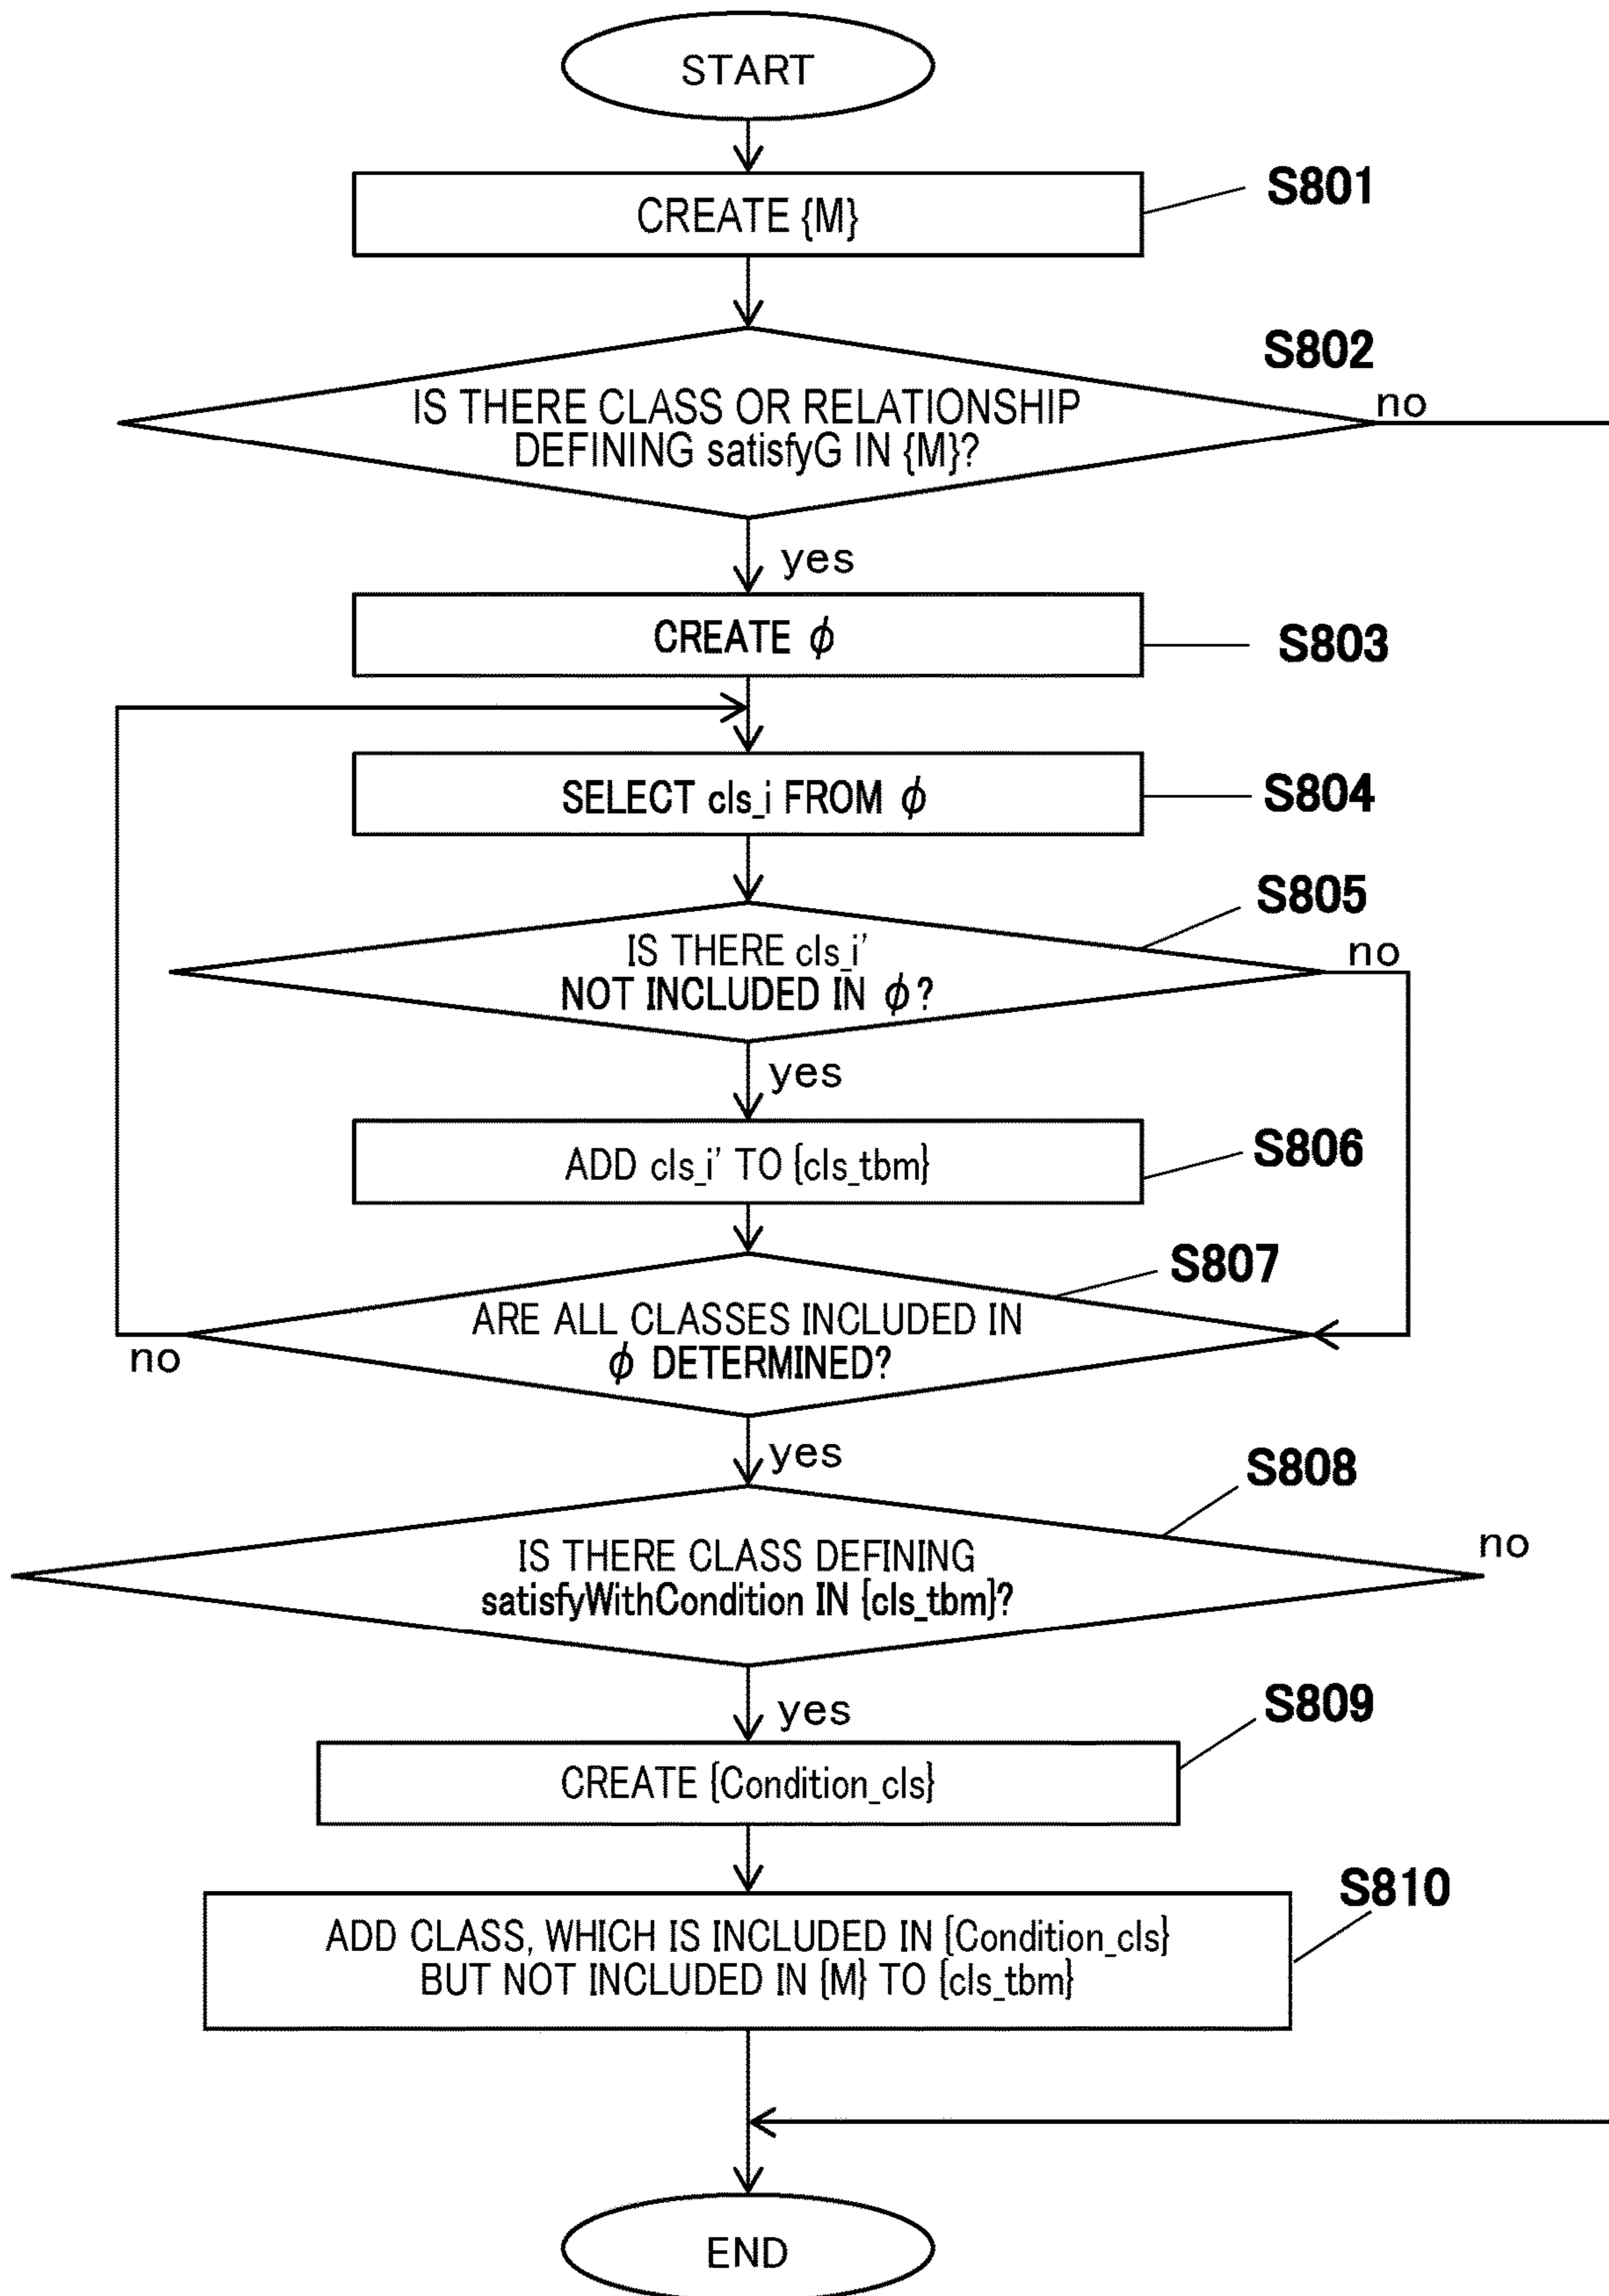 START
CREATE {M}
S801
S802
IS THERE CLASS OR RELATIONSHIP
DEFINING satisfyG IN {M}?
no
yes
CREATE ϕ
S803
SELECT cls_i FROM ϕ
S804
S805
IS THERE cls_i'
NOT INCLUDED IN ϕ?
no
yes
ADD cls_i' TO {cls_tbm}
S806
S807
ARE ALL CLASSES INCLUDED IN
ϕ DETERMINED?
no
yes
S808
IS THERE CLASS DEFINING
satisfyWithCondition IN {cls_tbm}?
no
yes
S809
CREATE {Condition_cls}
S810
ADD CLASS, WHICH IS INCLUDED IN {Condition_cls}
BUT NOT INCLUDED IN {M} TO {cls_tbm}
END